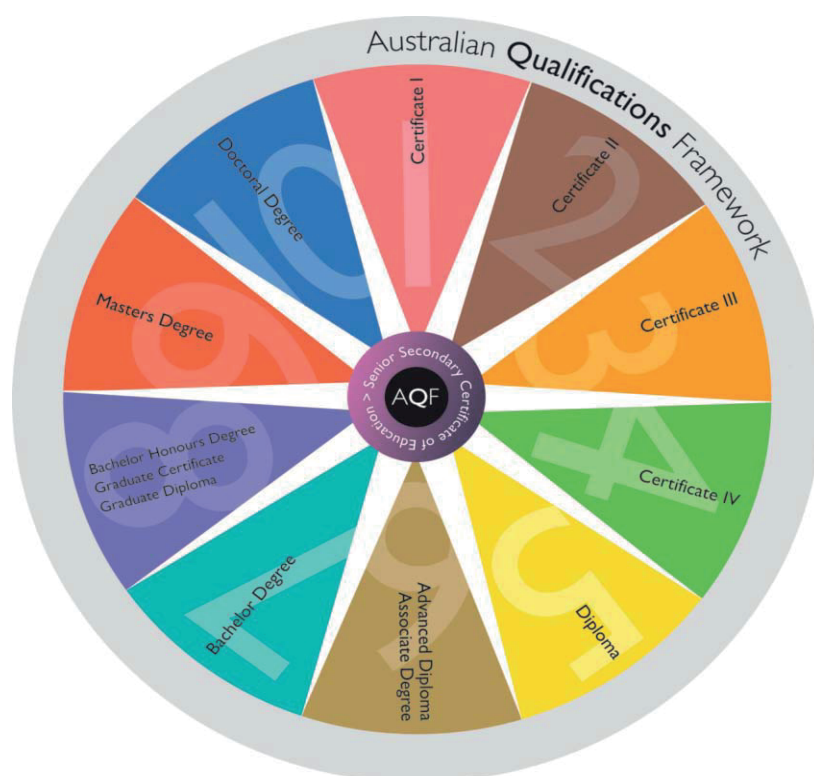 Australian Qualifications Framework
1
Certificate I
2
Certificate II
3
Certificate III
4
Certificate IV
5
Diploma
6
Advanced Diploma
Associate Degree
7
Bachelor Degree
8
Bachelor Honours Degree
Graduate Certificate
Graduate Diploma
9
Masters Degree
10
Doctoral Degree
Senior Secondary Certificate of Education >
AQF